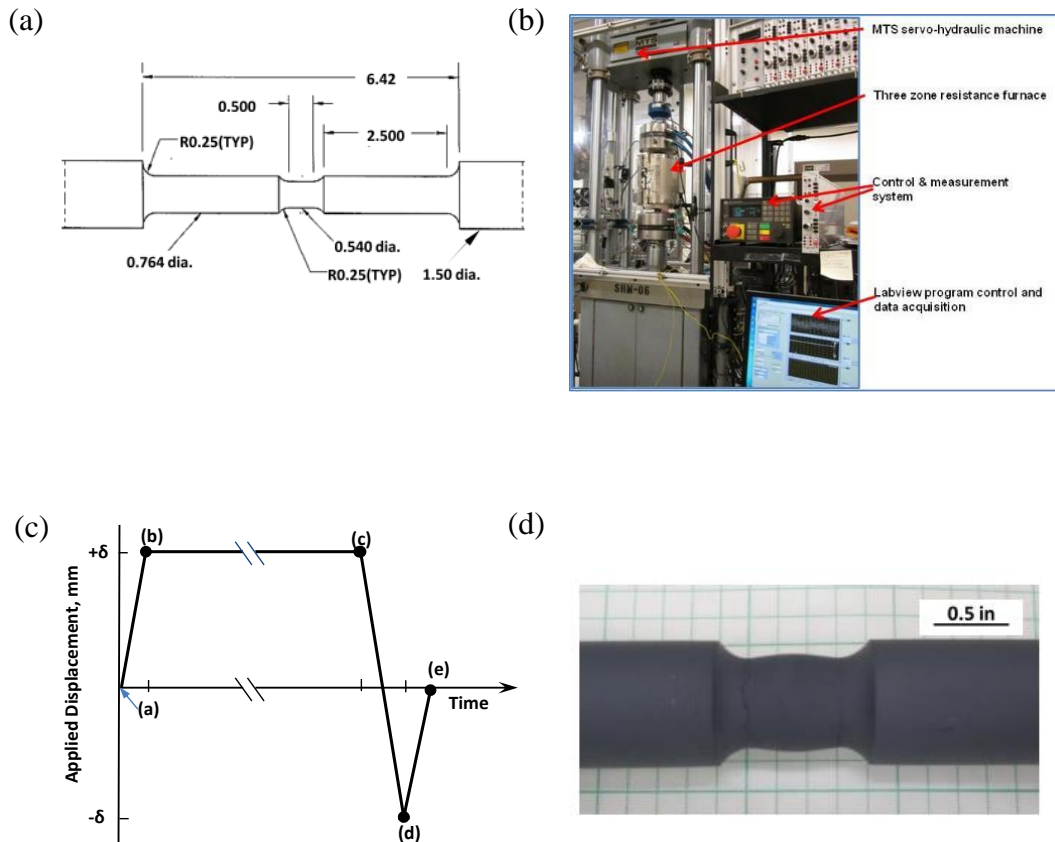 (a)
6.42
0.500
2.500
R0.25(TYP)
0.540 dia.
0.764 dia.
R0.25(TYP)
1.50 dia.
(b)
MTS servo-hydraulic machine
MTS
Three zone resistance furnace
Control & measurement
system
SHM-06
Labview program control and
data acquisition
(c)
Applied Displacement, mm
+δ
-δ
(a)
(b)
(c)
(d)
(e)
Time
(d)
0.5 in